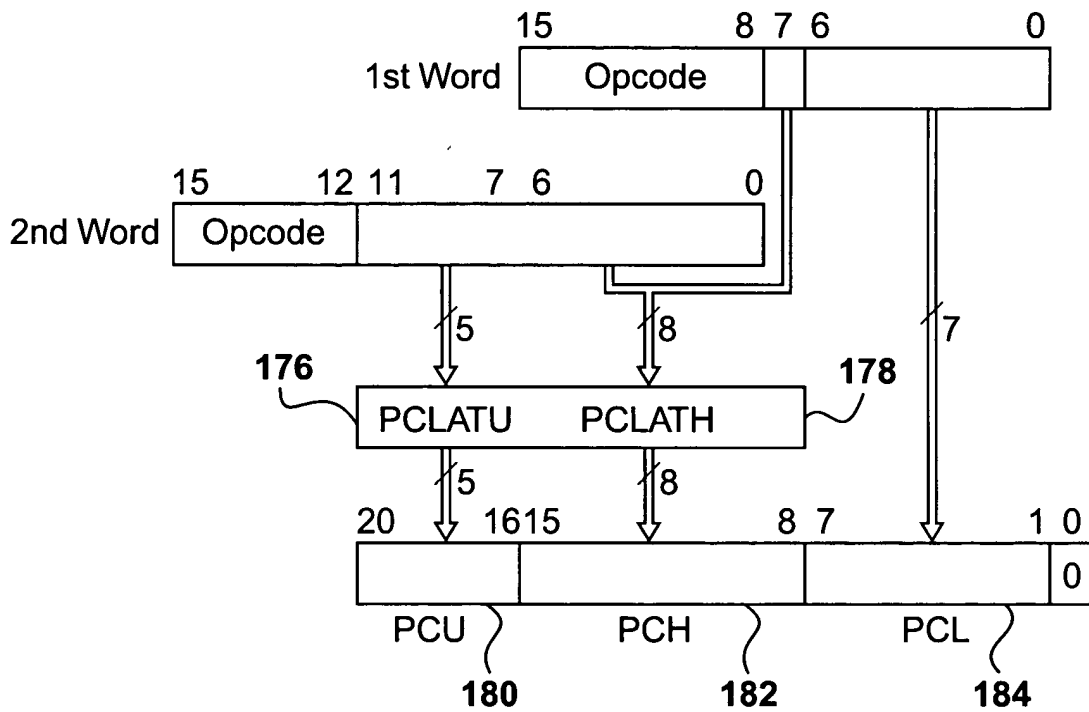 15 8 7 6 0
1st Word Opcode
15 12 11 7 6 0
2nd Word Opcode
5 8 7
176 178
PCLATU PCLATH
5 8
20 16 15 8 7 1 0
0
PCU PCH PCL
180 182 184